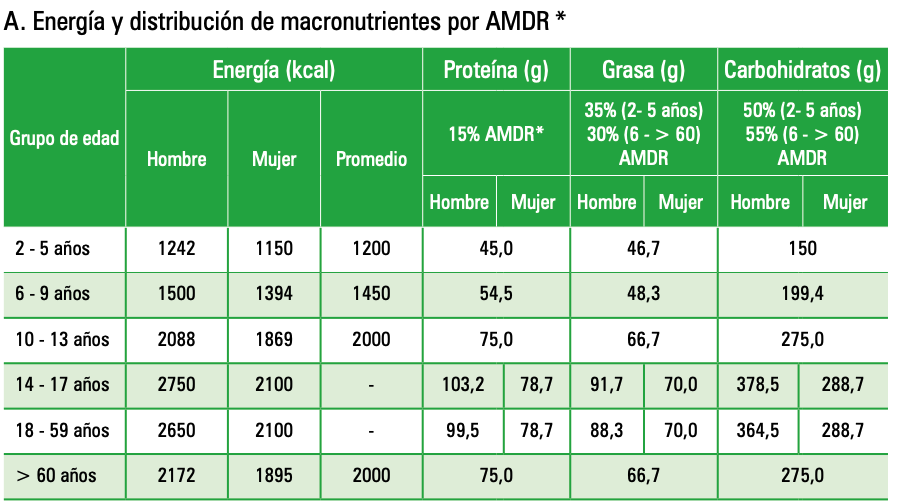 A. Energía y distribución de macronutrientes por AMDR *
Grupo de edad
Energía (kcal)
Proteína (g)
Grasa (g)
Carbohidratos (g)
Hombre
Mujer
Promedio
15% AMDR*
35% (2- 5 años)
30% (6 - > 60)
AMDR
50% (2- 5 años)
55% (6 - > 60)
AMDR
Hombre Mujer Hombre Mujer Hombre Mujer
2 - 5 años 1242 1150 1200 45,0 46,7 150
6 - 9 años 1500 1394 1450 54,5 48,3 199,4
10 - 13 años 2088 1869 2000 75,0 66,7 275,0
14 - 17 años 2750 2100 - 103,2 78,7 91,7 70,0 378,5 288,7
18 - 59 años 2650 2100 - 99,5 78,7 88,3 70,0 364,5 288,7
> 60 años 2172 1895 2000 75,0 66,7 275,0